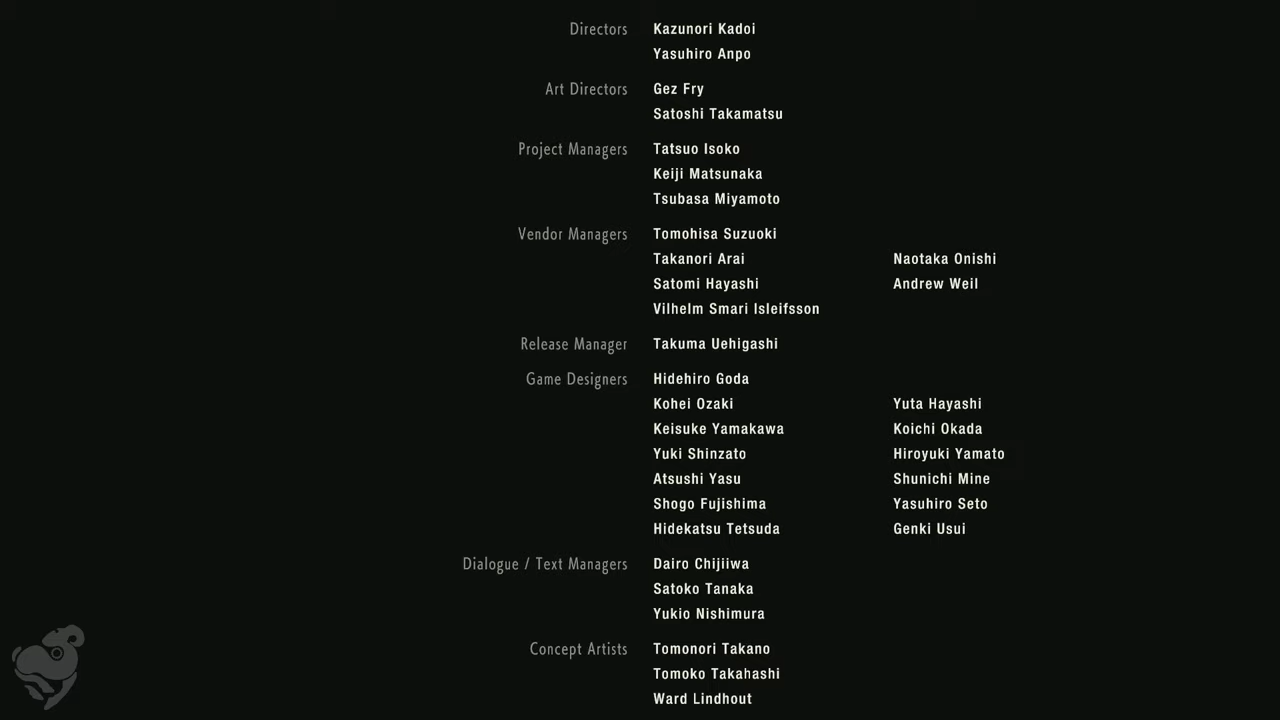 Directors Kazunori Kadoi
Yasuhiro Anpo
Art Directors Gez Fry
Satoshi Takamatsu
Project Managers Tatsuo Isoko
Keiji Matsunaka
Tsubasa Miyamoto
Vendor Managers Tomohisa Suzuoki
Takanori Arai Naotaka Onishi
Satomi Hayashi Andrew Weil
Vilhelm Smari Isleifsson
Release Manager Takuma Uehigashi
Game Designers Hidehiro Goda
Kohei Ozaki Yuta Hayashi
Keisuke Yamakawa Koichi Okada
Yuki Shinzato Hiroyuki Yamato
Atsushi Yasu Shunichi Mine
Shogo Fujishima Yasuhiro Seto
Hidekatsu Tetsuda Genki Usui
Dialogue / Text Managers Dairo Chijiiwa
Satoko Tanaka
Yukio Nishimura
Concept Artists Tomonori Takano
Tomoko Takahashi
Ward Lindhout